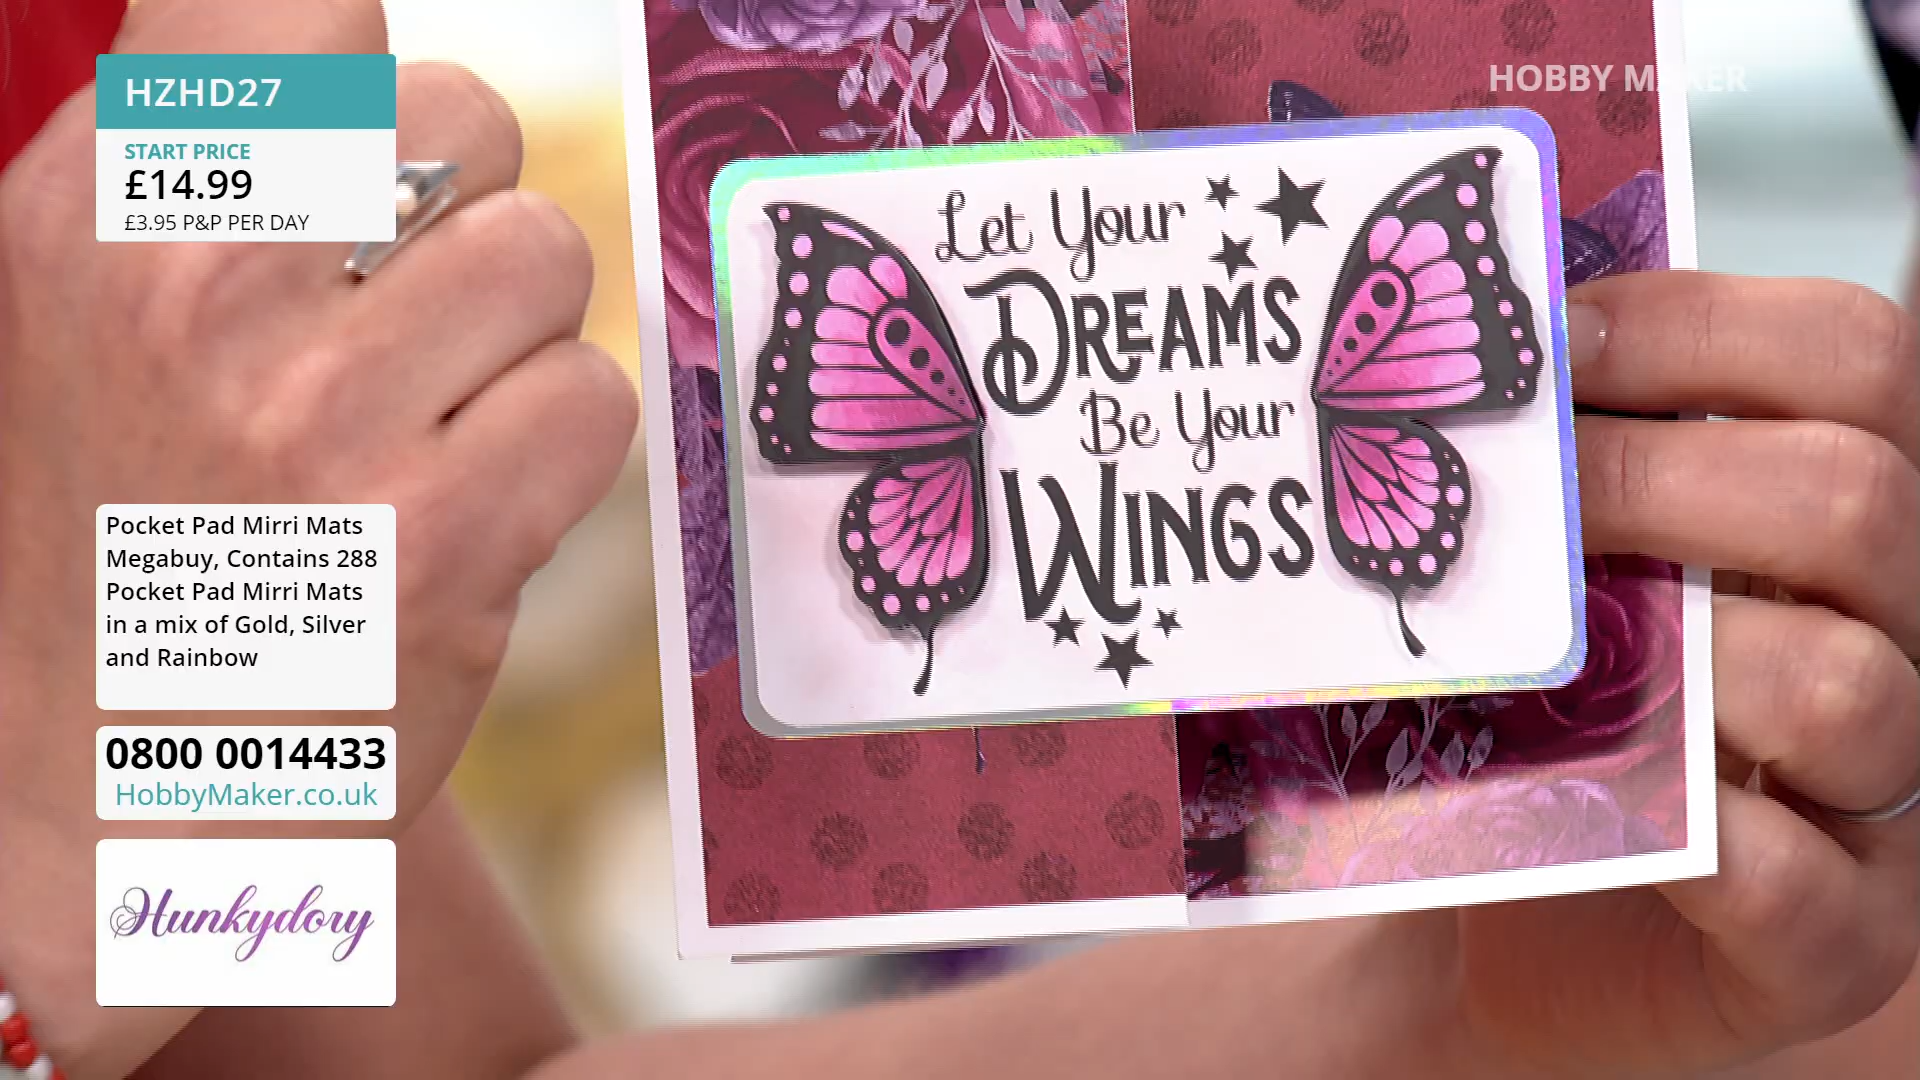 HZHD27
START PRICE
£14.99
£3.95 P&P PER DAY
HOBBY MAKER
Let Your
DREAMS
Be Your
WINGS
Pocket Pad Mirri Mats
Megabuy, Contains 288
Pocket Pad Mirri Mats
in a mix of Gold, Silver
and Rainbow
0800 0014433
HobbyMaker.co.uk
Hunkydory